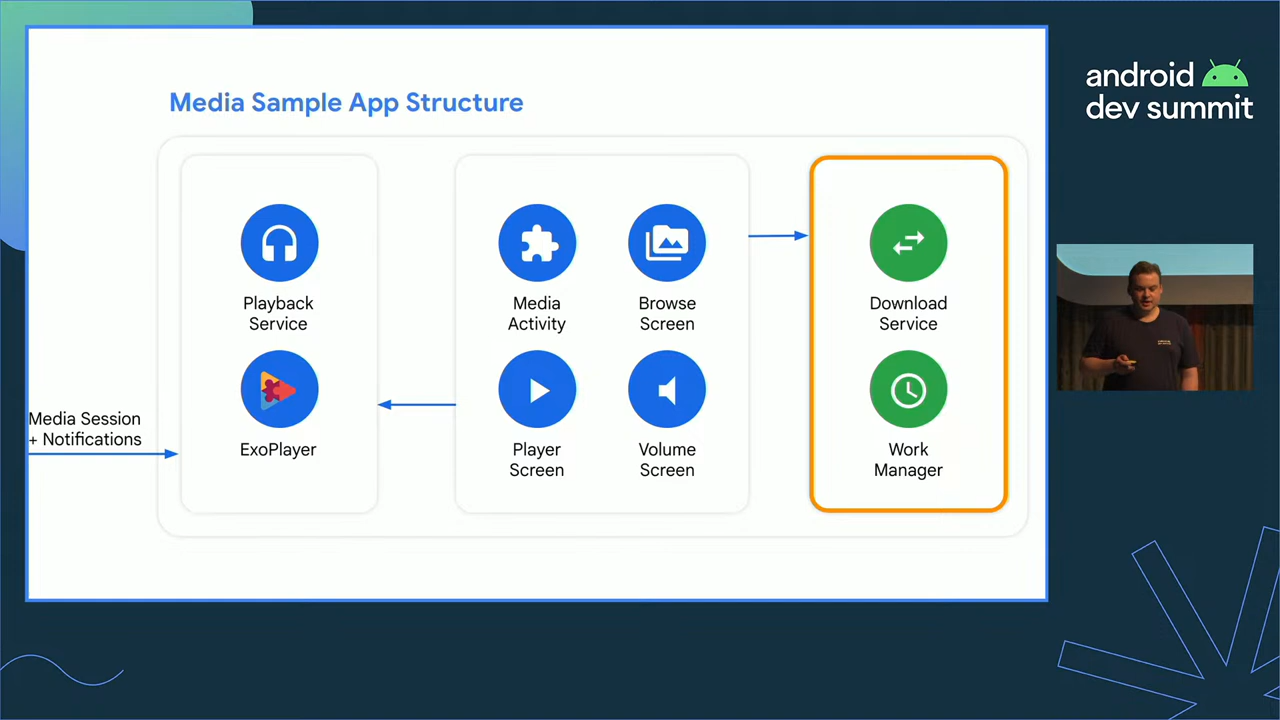 android
dev summit
Media Sample App Structure
Playback
Service
Media
Activity
Browse
Screen
Download
Service
Media Session
+ Notifications
ExoPlayer
Player
Screen
Volume
Screen
Work
Manager